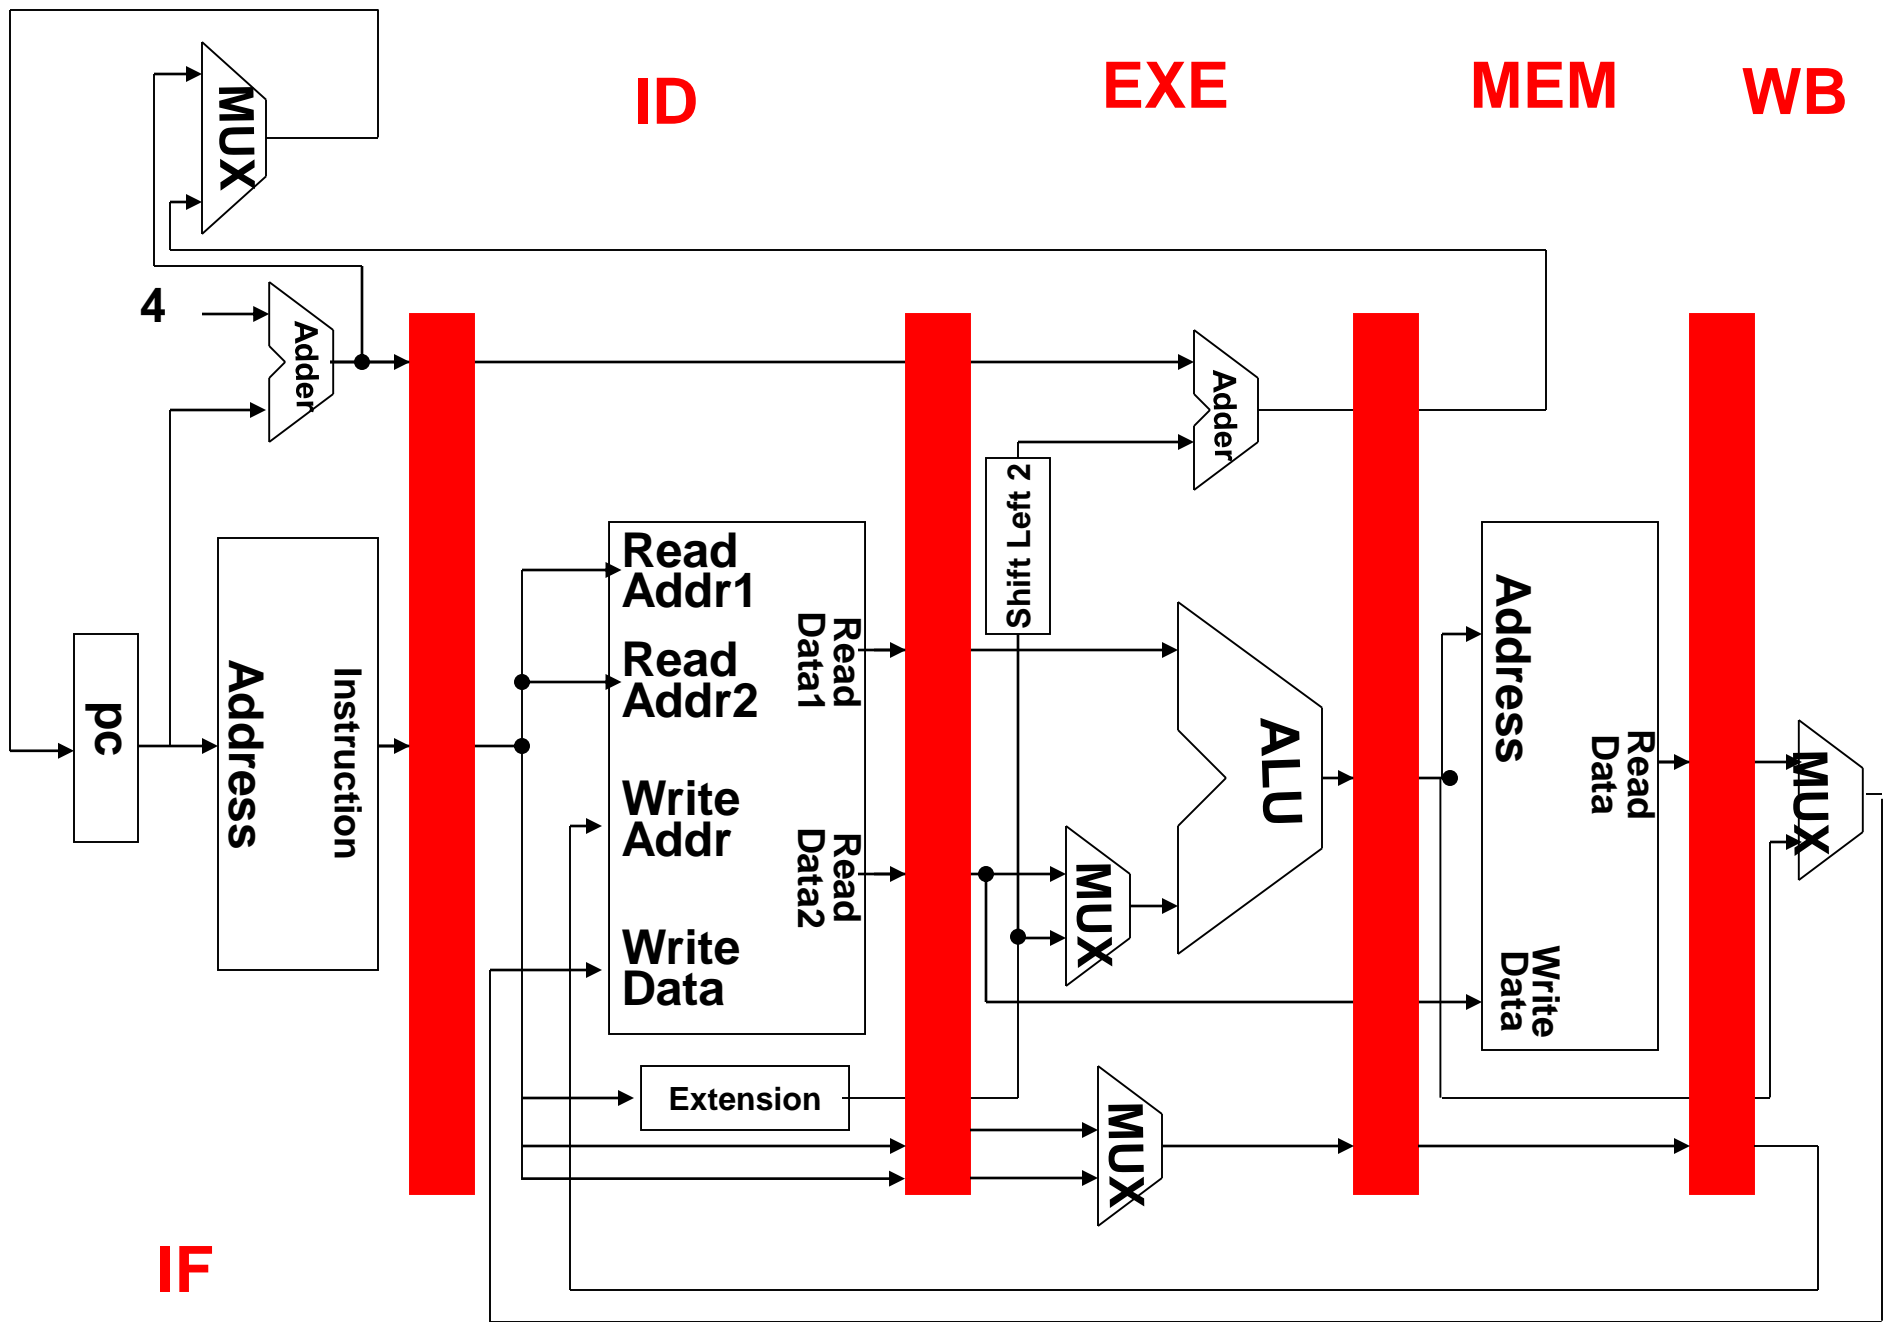 ID
EXE
MEM
WB
MUX
4
Adder
Adder
Shift Left 2
pc
Address
Instruction
Read
Addr1
Read
Addr2
Write
Addr
Write
Data
Read
Data1
Read
Data2
Extension
MUX
ALU
MUX
Address
Read
Data
Write
Data
MUX
IF